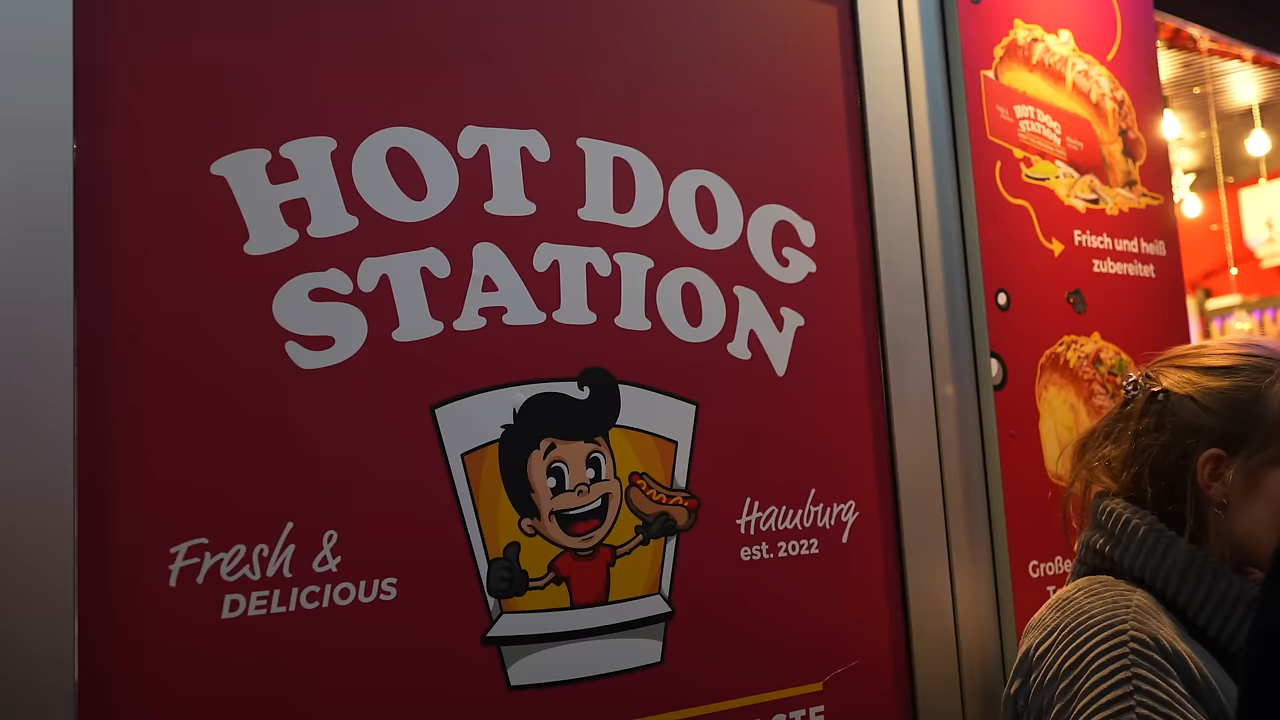 HOT DOG
STATION
Fresh &
DELICIOUS
Hamburg
est. 2022
HOT DOG
STATION
Frisch und heiß
zubereitet
Große